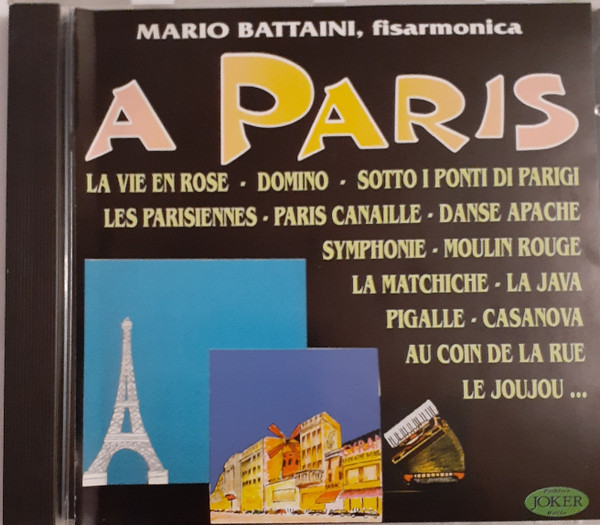 MARIO BATTAINI, fisarmonica
A PARIS
LA VIE EN ROSE - DOMINO - SOTTO I PONTI DI PARIGI
LES PARISIENNES - PARIS CANAILLE - DANSE APACHE
SYMPHONIE - MOULIN ROUGE
LA MATCHICHE - LA JAVA
PIGALLE - CASANOVA
AU COIN DE LA RUE
LE JOUJOU ...
JOKER